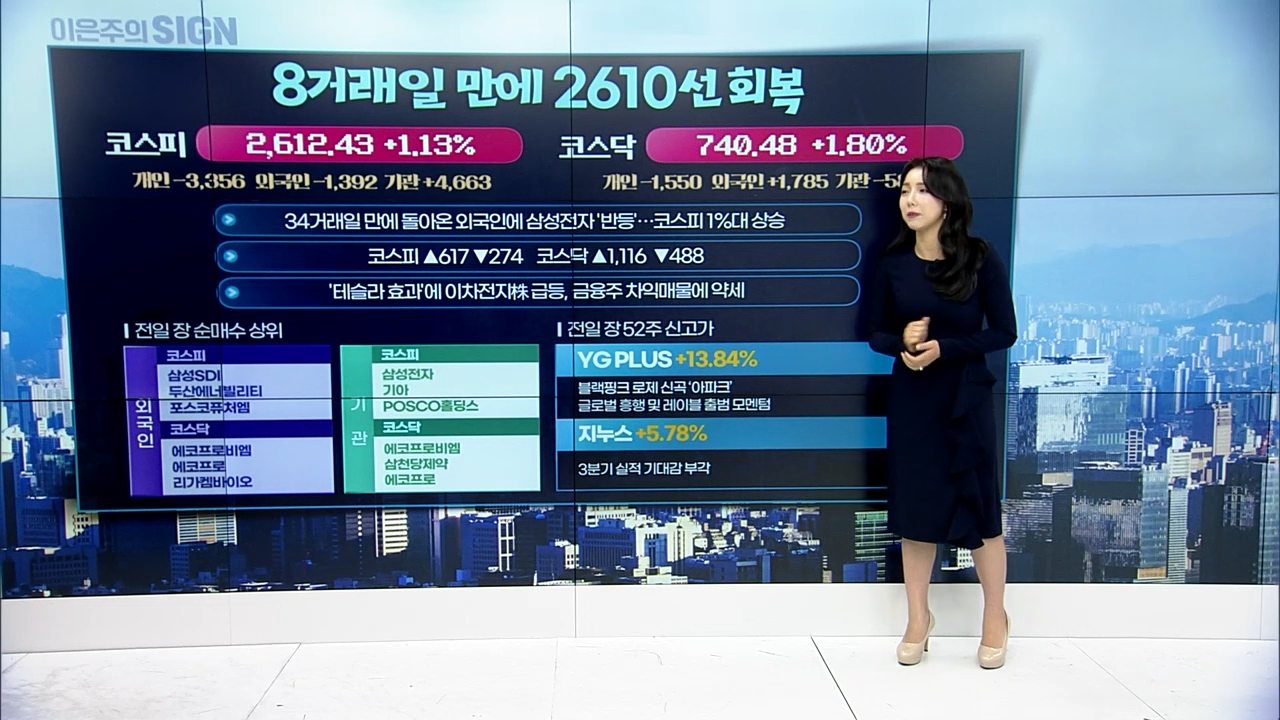 이은주의 SIGN
8거래일 만에 2610선 회복
코스피 2,612.43 +1.13% 코스닥 740.48 +1.80%
개인 -3,356 외국인 -1,392 기관 +4,663 개인 -1,550 외국인 +1,785 기관
34거래일 만에 돌아온 외국인에 삼성전자 '반등'…코스피 1%대 상승
코스피 ▲617 ▼274 코스닥 ▲1,116 ▼488
'테슬라 효과'에 이차전지株 급등, 금융주 차익매물에 약세
전일 장 순매수 상위
외국인
코스피
삼성SDI
두산에너빌리티
포스코퓨처엠
코스닥
에코프로비엠
에코프로
리가켐바이오
기관
코스피
삼성전자
기아
POSCO홀딩스
코스닥
에코프로비엠
삼천당제약
에코프로
전일 장 52주 신고가
YG PLUS +13.84%
블랙핑크 로제 신곡 '아파크'
글로벌 흥행 및 레이블 출범 모멘텀
지누스 +5.78%
3분기 실적 기대감 부각